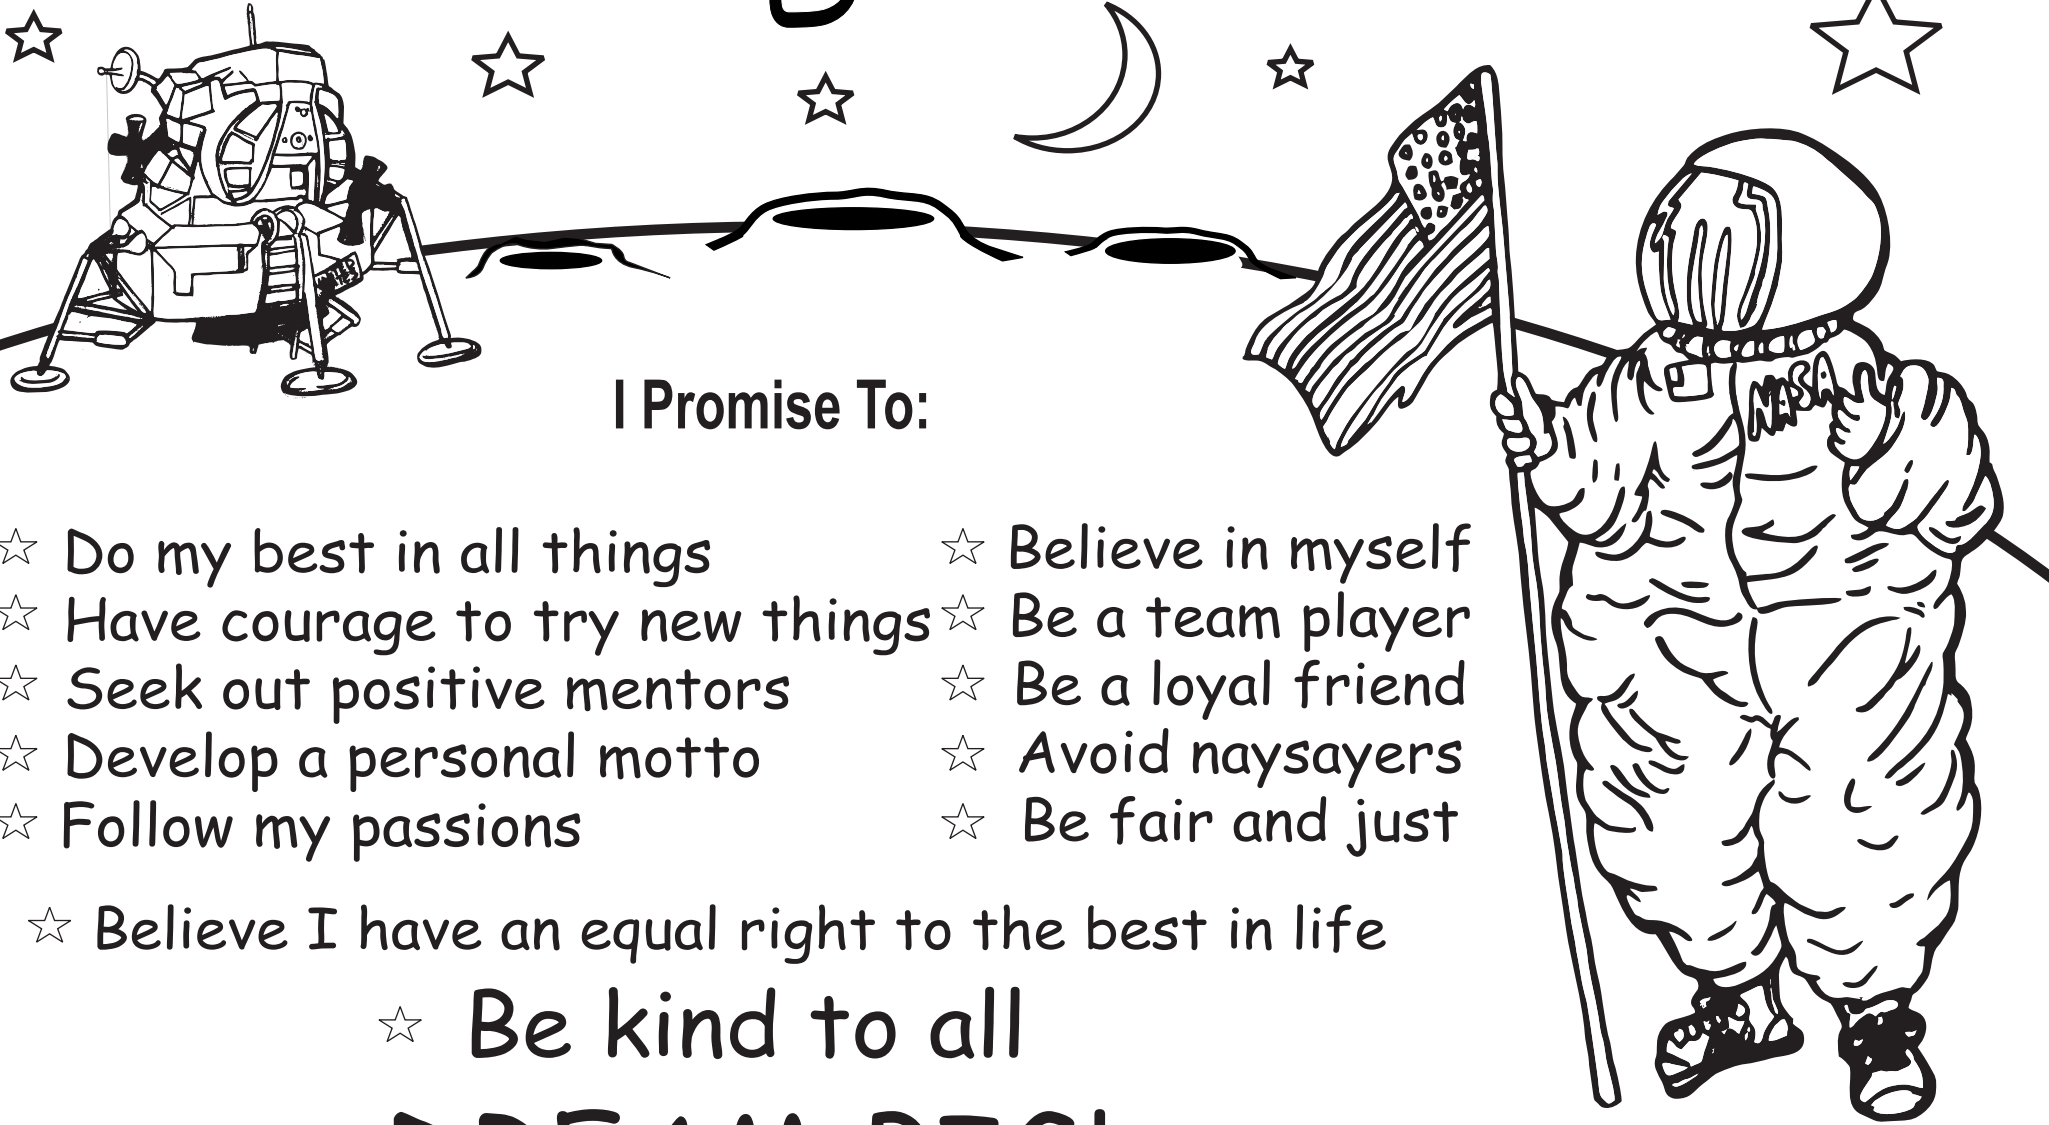 I Promise To:
☆ Do my best in all things
☆ Have courage to try new things
☆ Seek out positive mentors
☆ Develop a personal motto
☆ Follow my passions
☆ Believe in myself
☆ Be a team player
☆ Be a loyal friend
☆ Avoid naysayers
☆ Be fair and just
☆ Believe I have an equal right to the best in life
☆ Be kind to all
NASA